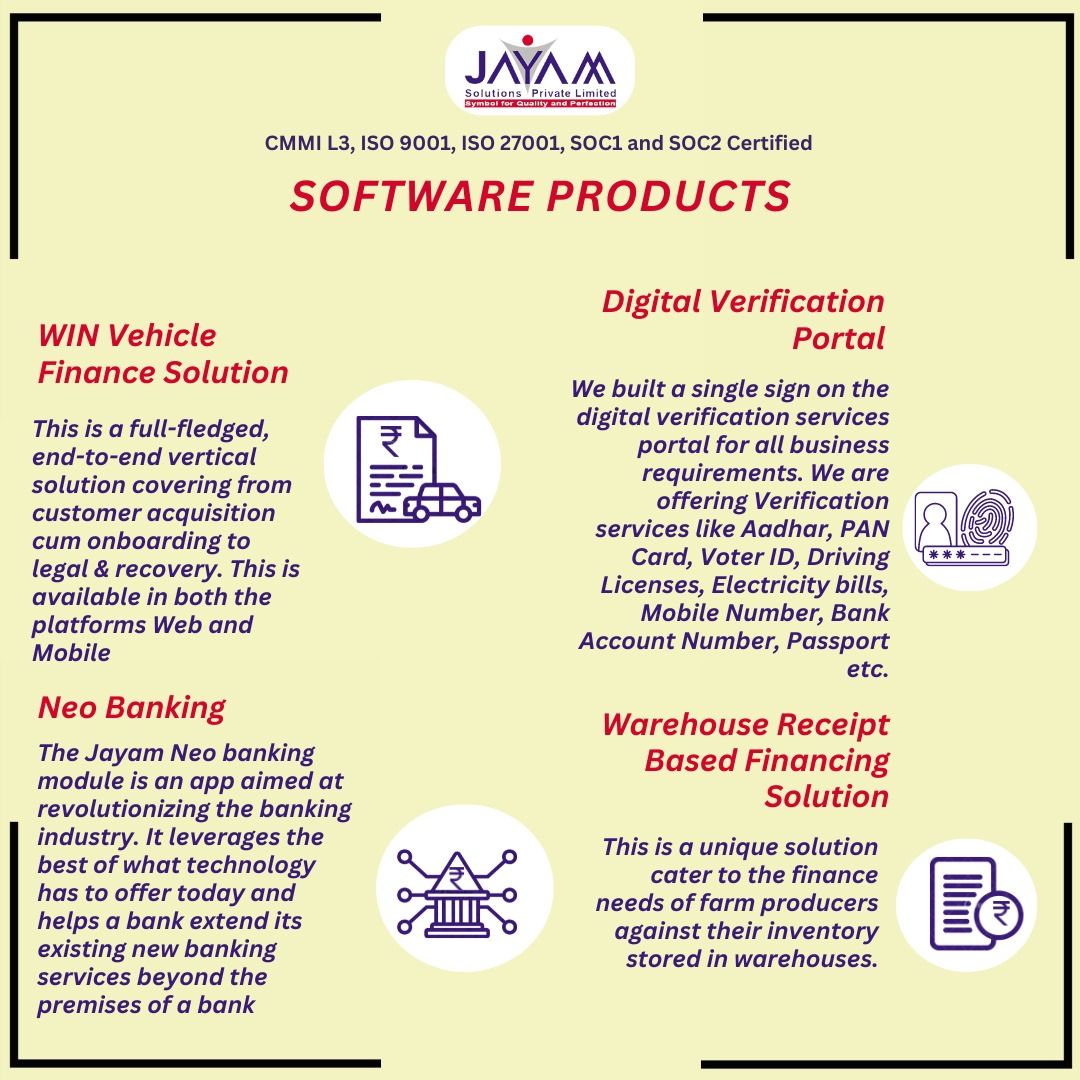 JAYAM
Solutions Private Limited
Symbol for Quality and Perfection
CMMI L3, ISO 9001, ISO 27001, SOC1 and SOC2 Certified
SOFTWARE PRODUCTS
WIN Vehicle
Finance Solution
This is a full-fledged,
end-to-end vertical
solution covering from
customer acquisition
cum onboarding to
legal & recovery. This is
available in both the
platforms Web and
Mobile
₹
Digital Verification
Portal
We built a single sign on the
digital verification services
portal for all business
requirements. We are
offering Verification
services like Aadhar, PAN
Card, Voter ID, Driving
Licenses, Electricity bills,
Mobile Number, Bank
Account Number, Passport
etc.
***---
Neo Banking
The Jayam Neo banking
module is an app aimed at
revolutionizing the banking
industry. It leverages the
best of what technology
has to offer today and
helps a bank extend its
existing new banking
services beyond the
premises of a bank
₹
Warehouse Receipt
Based Financing
Solution
This is a unique solution
cater to the finance
needs of farm producers
against their inventory
stored in warehouses.
₹